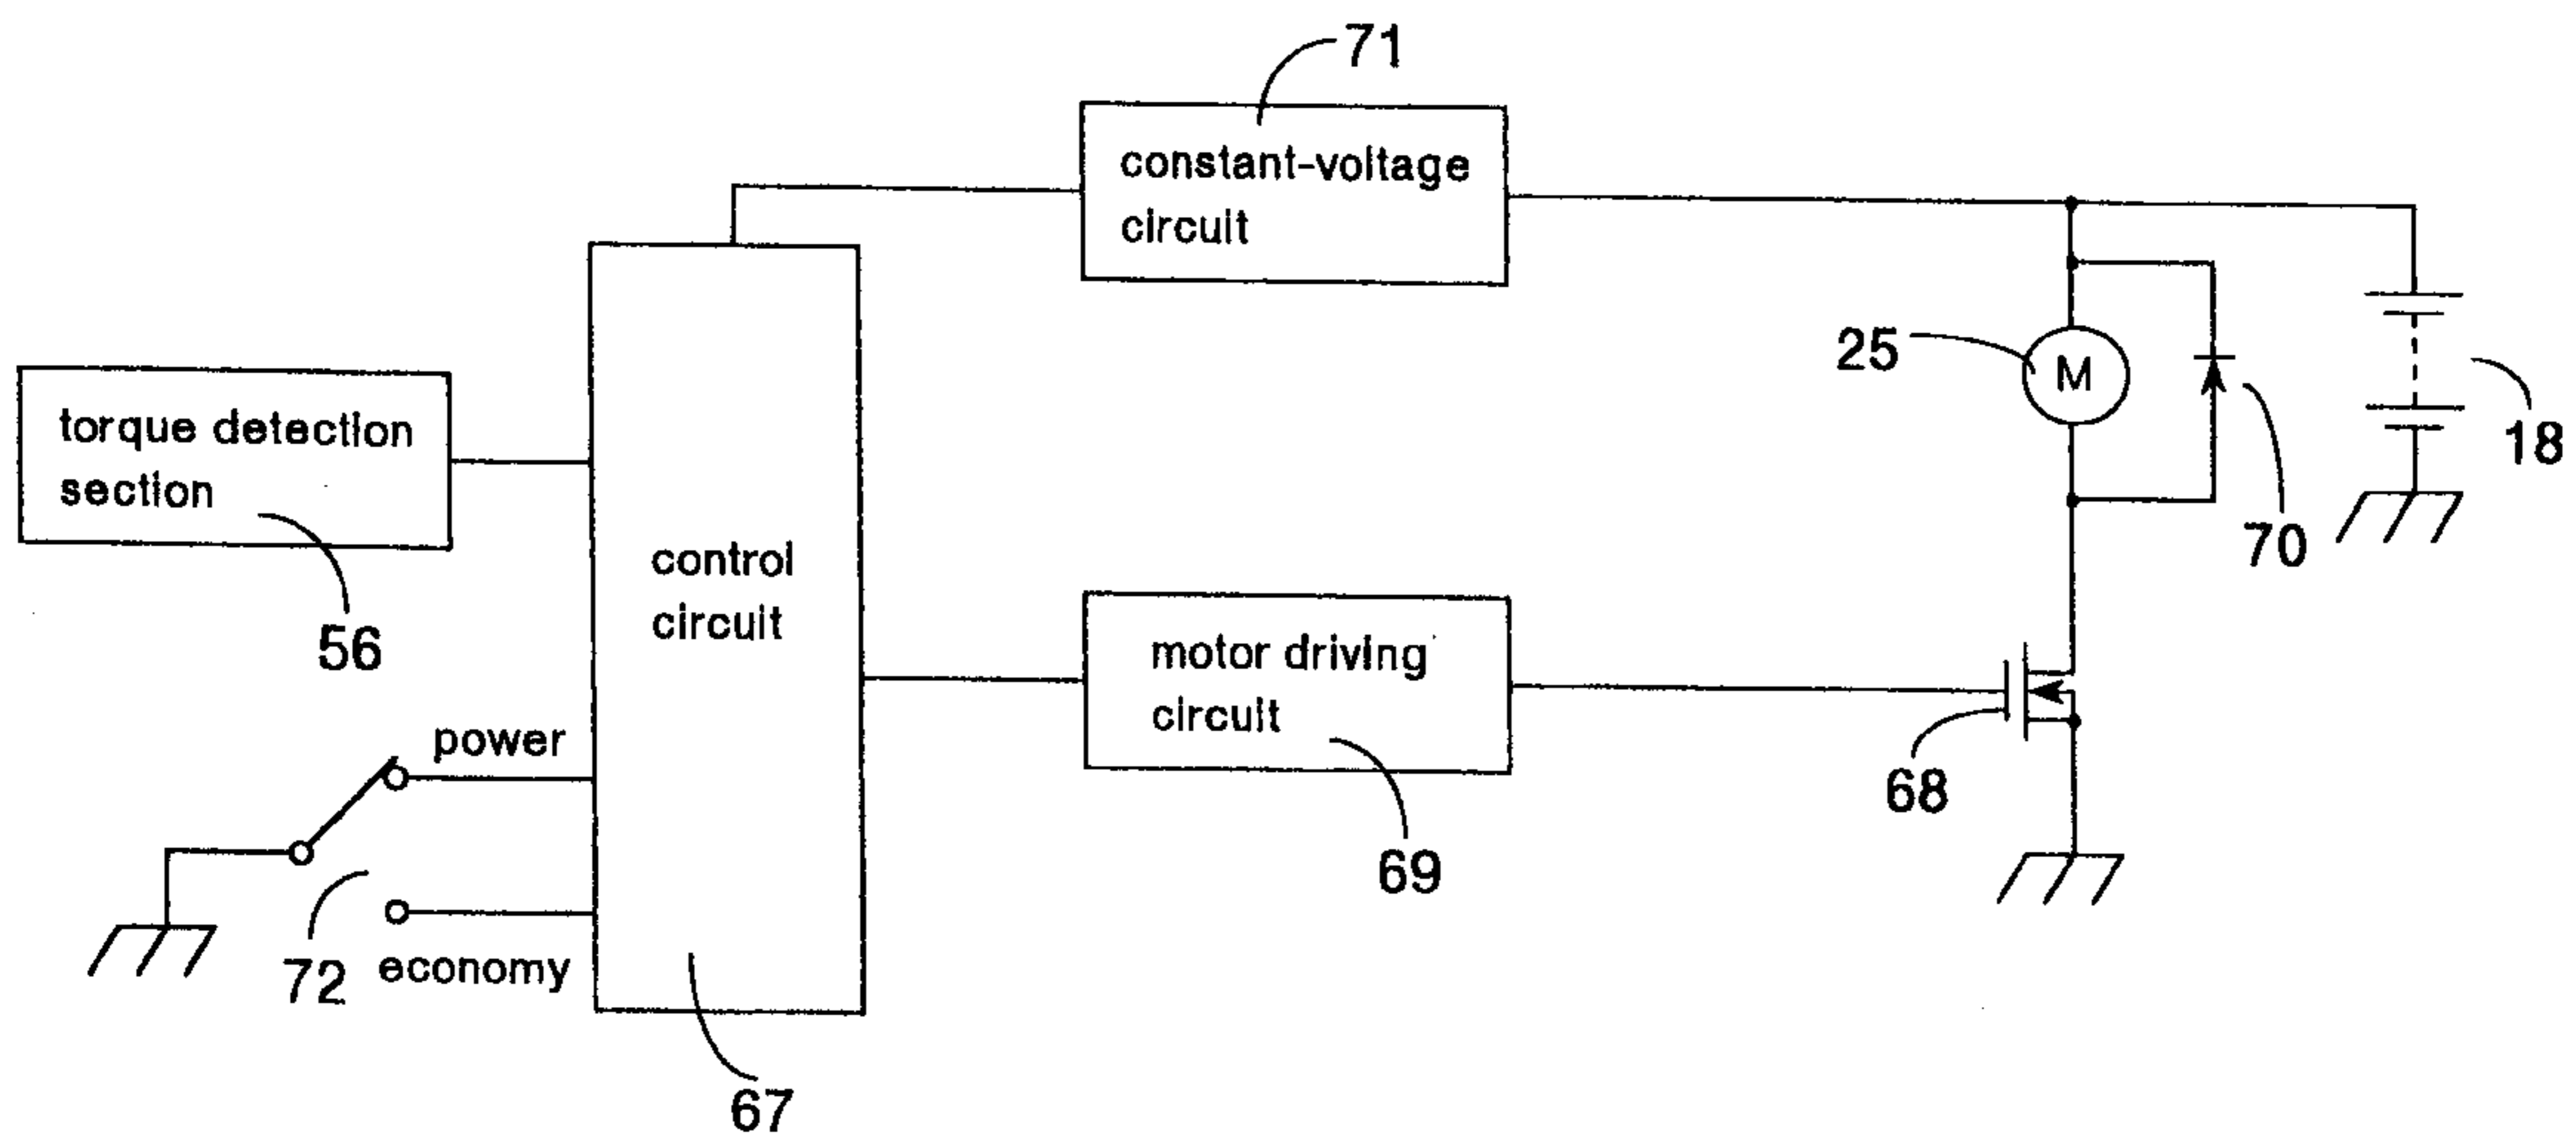 71
constant-voltage
circuit
25
M
18
70
torque detection
section
56
control
circuit
motor driving
circuit
69
68
power
72
economy
67